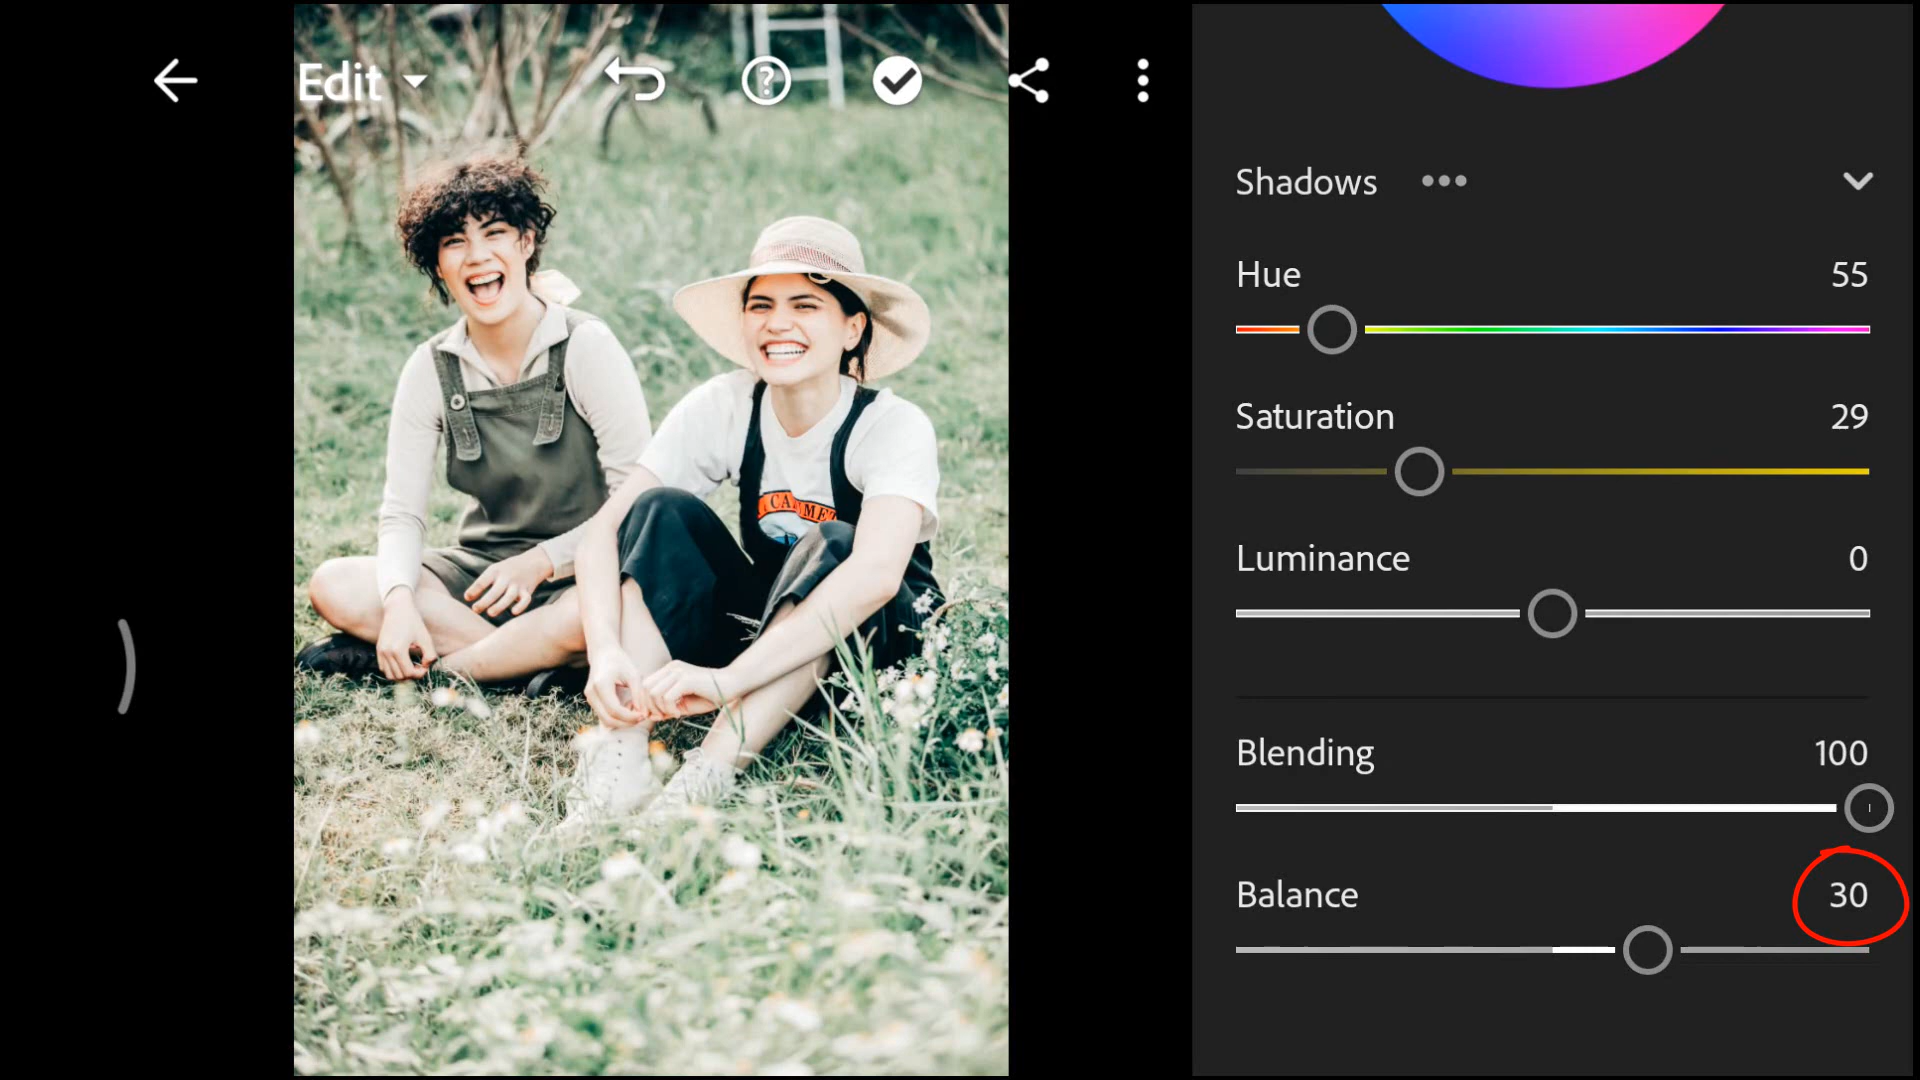 Edit
Shadows
Hue 55
Saturation 29
Luminance 0
Blending 100
Balance 30